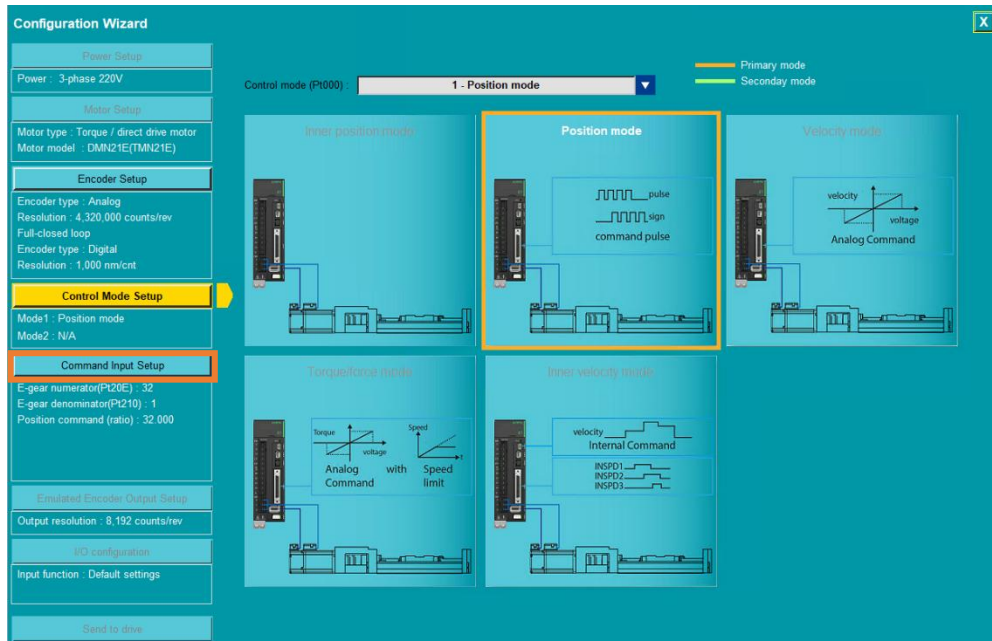 Configuration Wizard
X
Power Setup
Power : 3-phase 220V
Motor Setup
Motor type : Torque / direct drive motor
Motor model : DMN21E(TMN21E)
Encoder Setup
Encoder type : Analog
Resolution : 4,320,000 counts/rev
Full-closed loop
Encoder type : Digital
Resolution : 1,000 nm/cnt
Control Mode Setup
Mode1 : Position mode
Mode2 : N/A
Command Input Setup
E-gear numerator(Pt20E) : 32
E-gear denominator(Pt210) : 1
Position command (ratio) : 32.000
Emulated Encoder Output Setup
Output resolution : 8,192 counts/rev
I/O configuration
Input function : Default settings
Send to drive
Control mode (Pt000) :
1 - Position mode
Primary mode
Seconday mode
Inner position mode
Position mode
pulse
sign
command pulse
Velocity mode
velocity
voltage
Analog Command
Torque/force mode
Torque
voltage
Speed
t
Analog with Speed
Command limit
Inner velocity mode
velocity
Internal Command
INSPD1
INSPD2
INSPD3